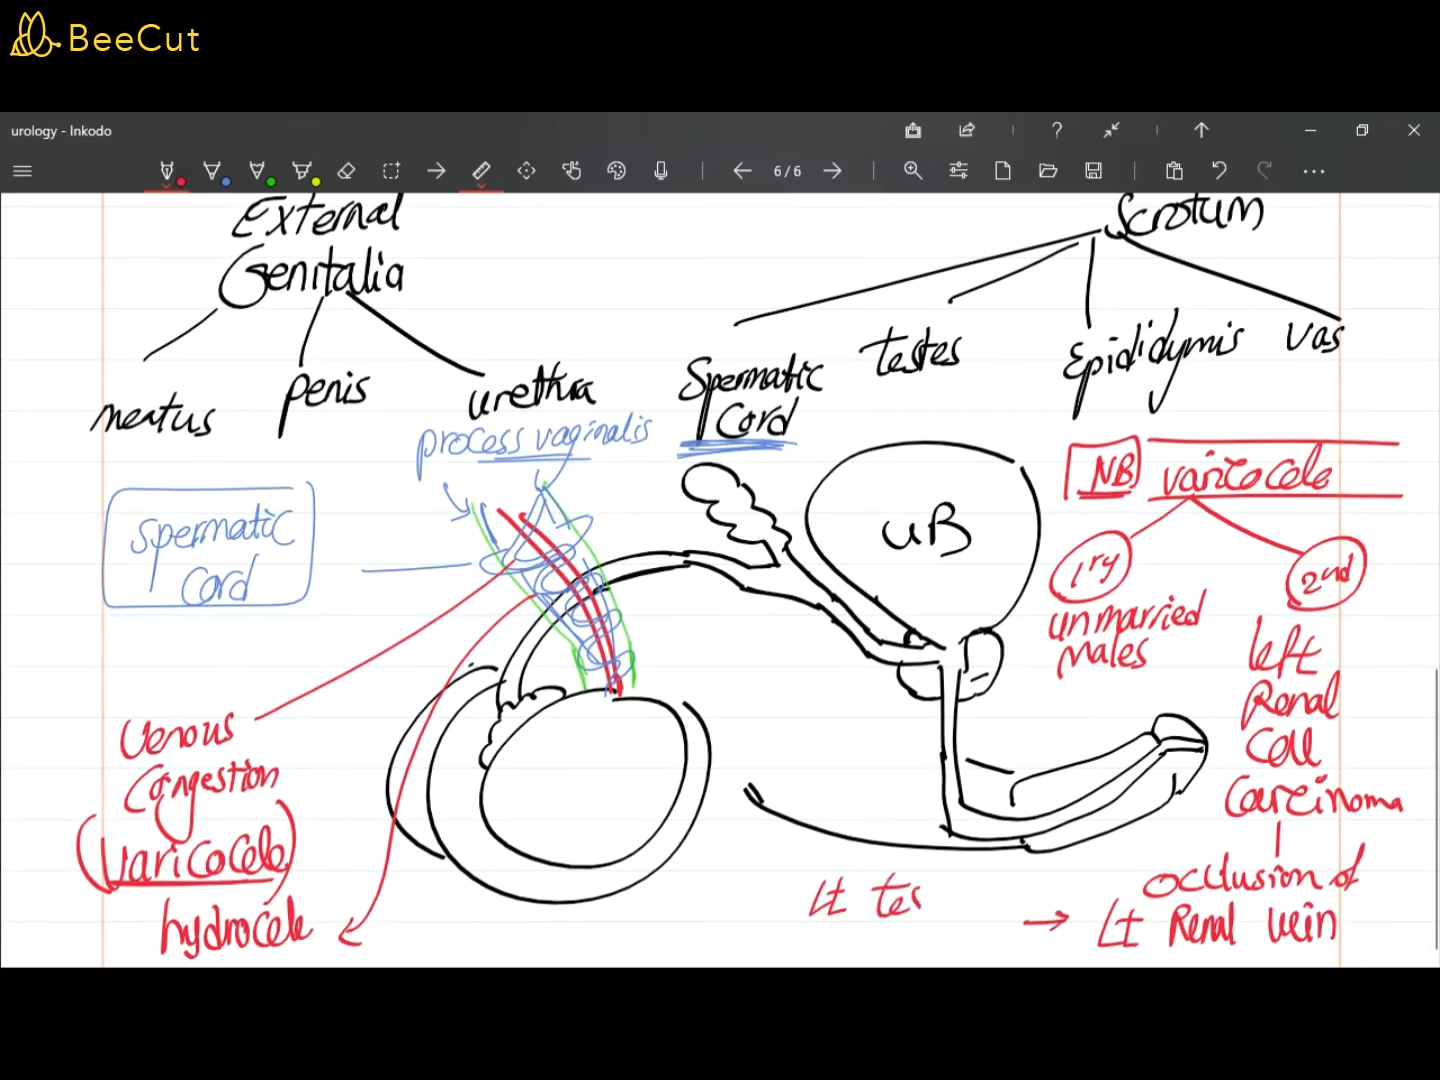 BeeCut
urology - Inkodo
6/6
External
Genitalia
meatus
penis
urethra
Scrotum
Spermatic
Cord
testes
Epididymis
Vas
process vaginalis
Spermatic
Cord
UB
NB varicocele
1ry
unmarried
males
2nd
left
Renal
Cell
Carcinoma
occlusion of
Lt Renal vein
Lt tes
Venous
Congestion
(varicocele)
hydrocele